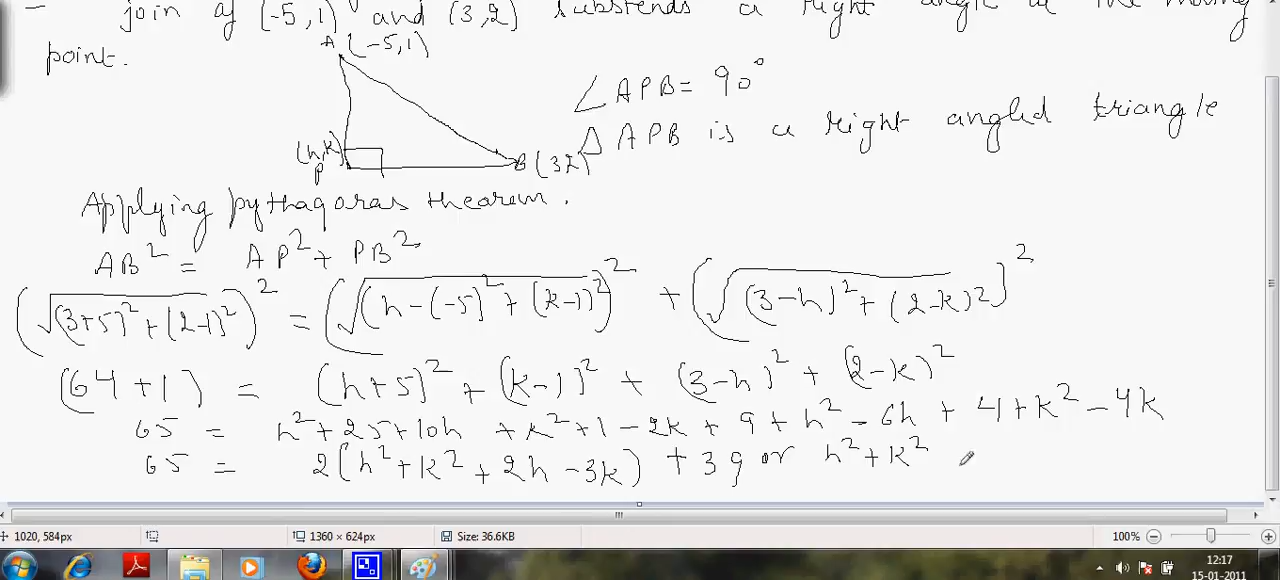 – join of (-5,1) and (3,2) substends a right angle at the moving
point.
A (-5,1)
∠APB = 90°
△APB is a right angled triangle
(h,k)
P
B (3 2)
Applying pythagoras theorem.
AB² = AP² + PB²
(√(3+5)² + (2-1)²)² = (√(h-(-5)² + (k-1)²)² + (√(3-h)² + (2-k)²)²
(64+1) = (h+5)² + (k-1)² + (3-h)² + (2-k)²
65 = h² + 25 + 10h + k² + 1 - 2k + 9 + h² - 6h + 4 + k² - 4k
65 = 2(h² + k² + 2h - 3k) + 39 or h² + k²
1020, 584px
1360 × 624px
Size: 36.6KB
100%
12:17
15-01-2011